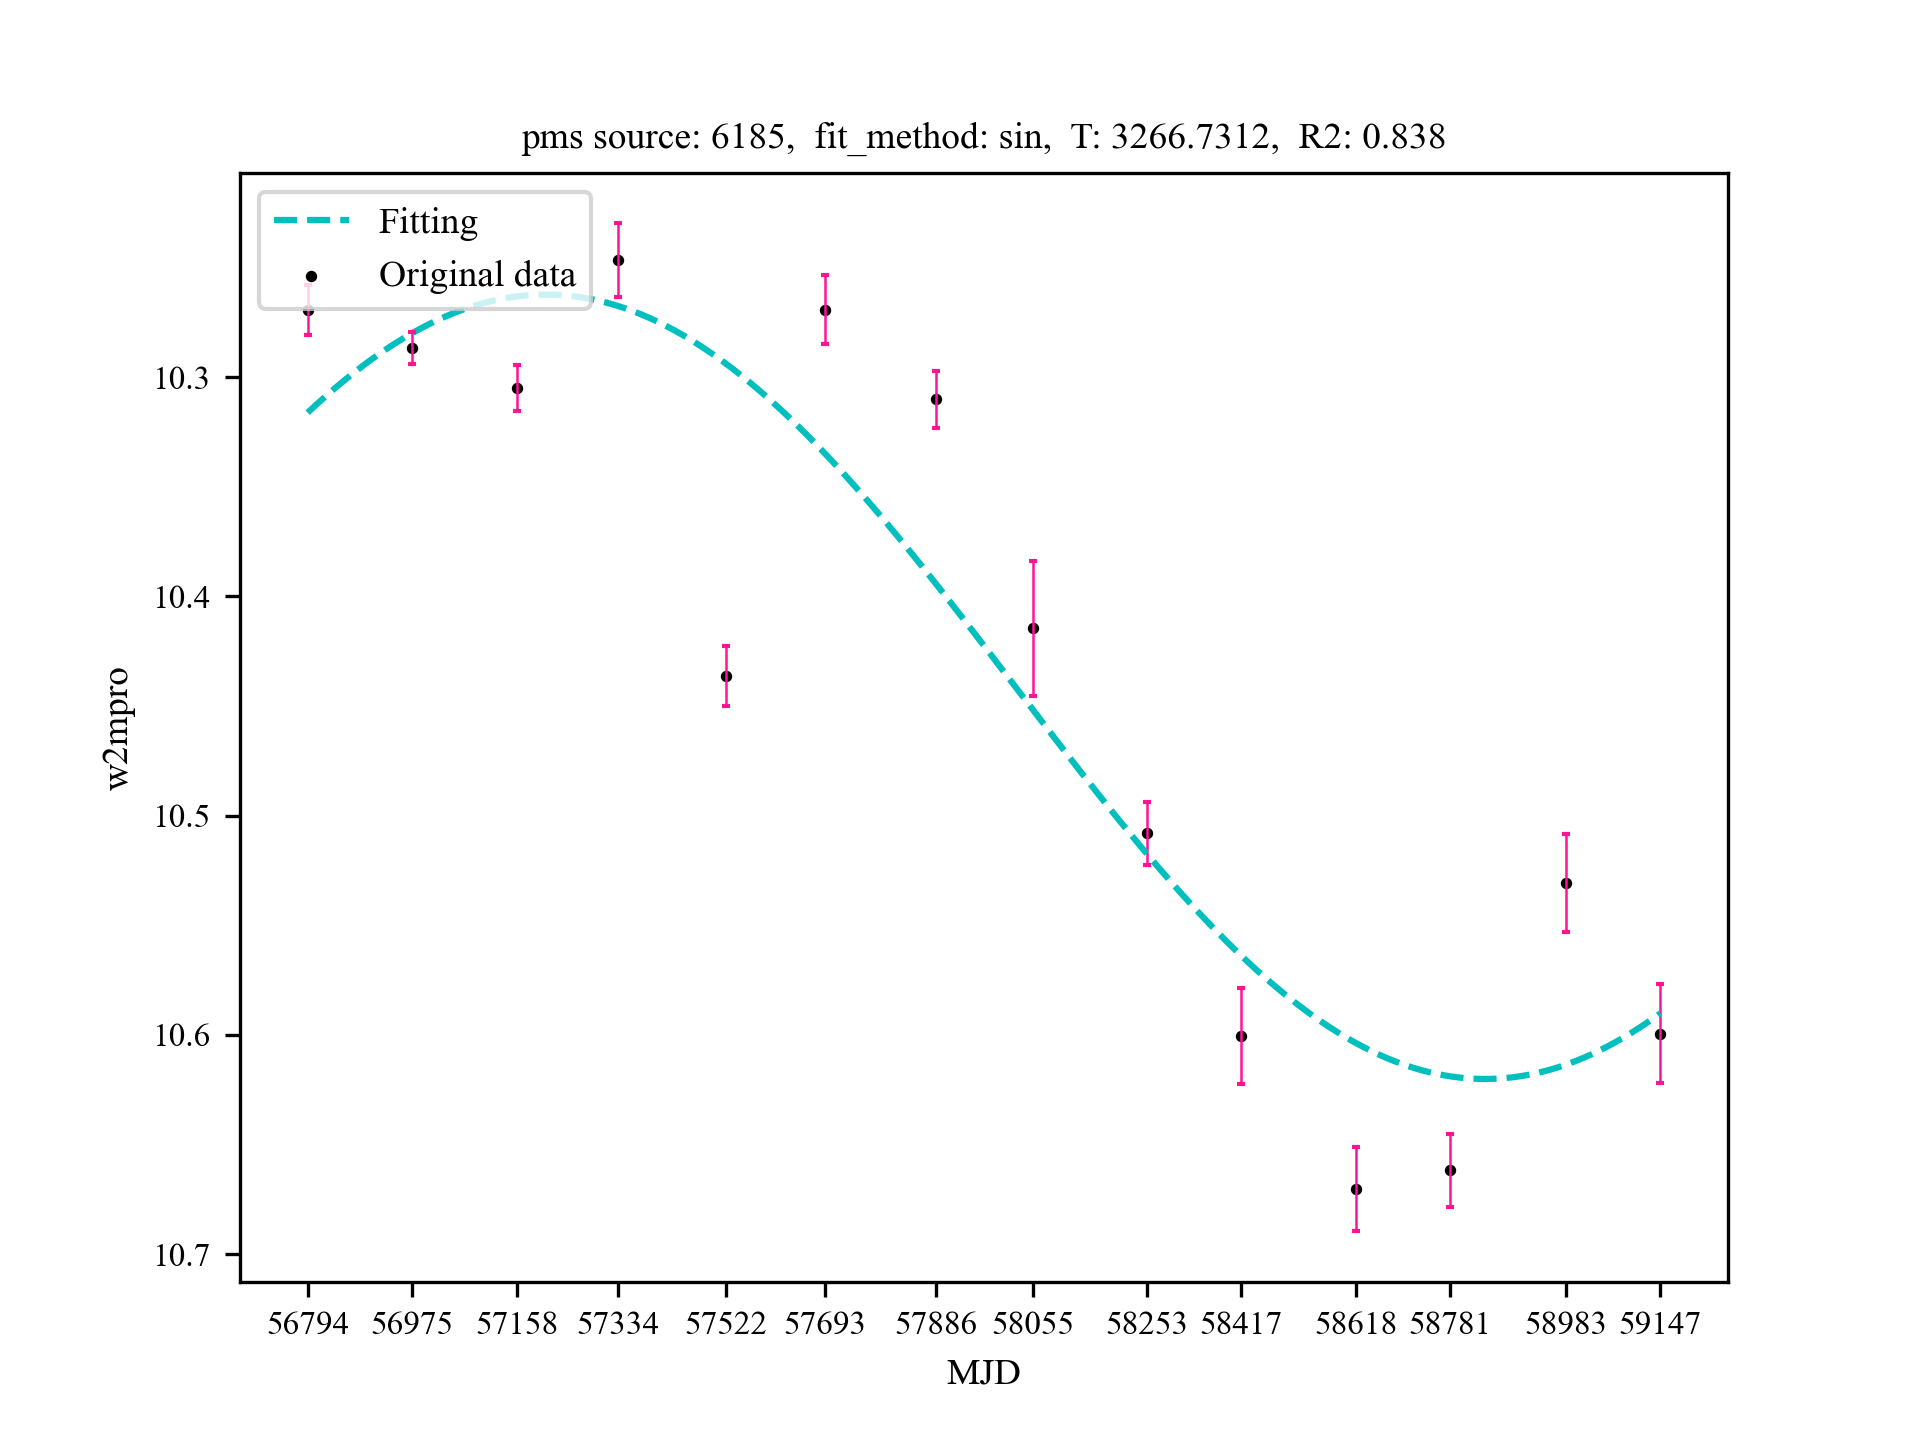 pms source: 6185,  fit_method: sin,  T: 3266.7312,  R2: 0.838
Fitting
Original data
10.3
10.4
10.5
10.6
10.7
w2mpro
56794 56975 57158 57334 57522 57693 57886 58055 58253 58417 58618 58781 58983 59147
MJD